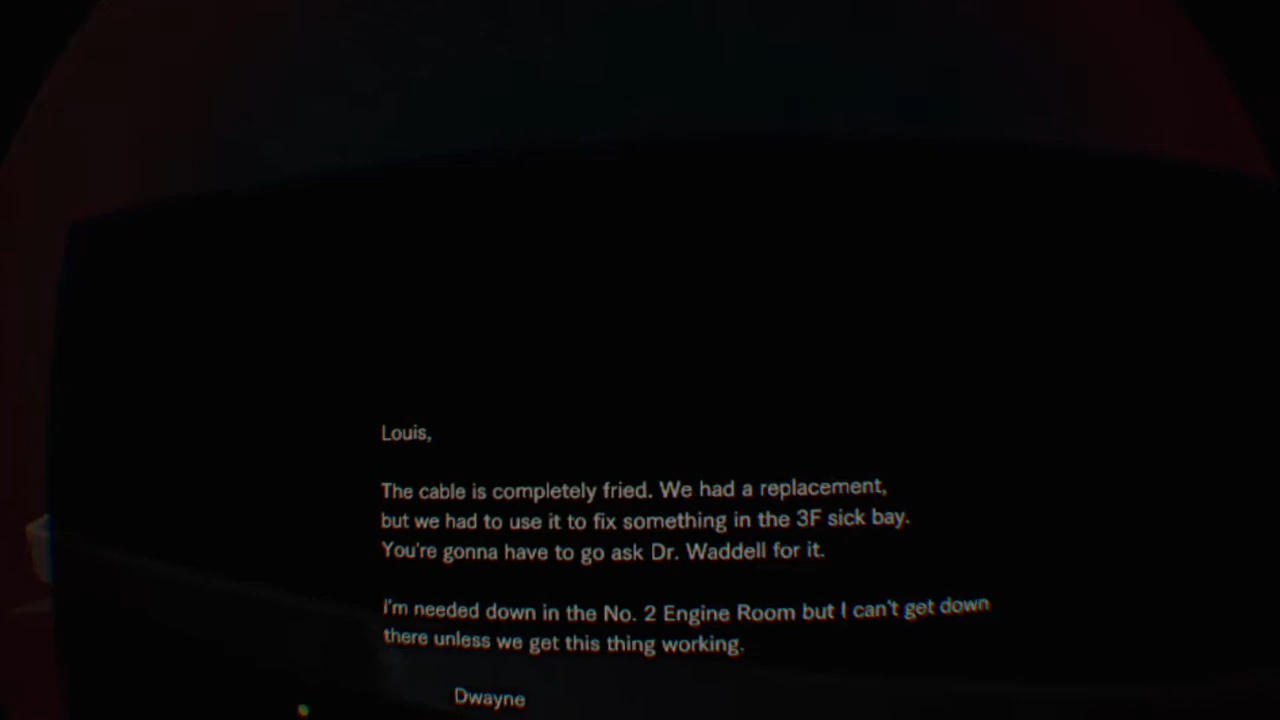 Louis,
The cable is completely fried. We had a replacement,
but we had to use it to fix something in the 3F sick bay.
You're gonna have to go ask Dr. Waddell for it.
I'm needed down in the No. 2 Engine Room but I can't get down
there unless we get this thing working.
Dwayne